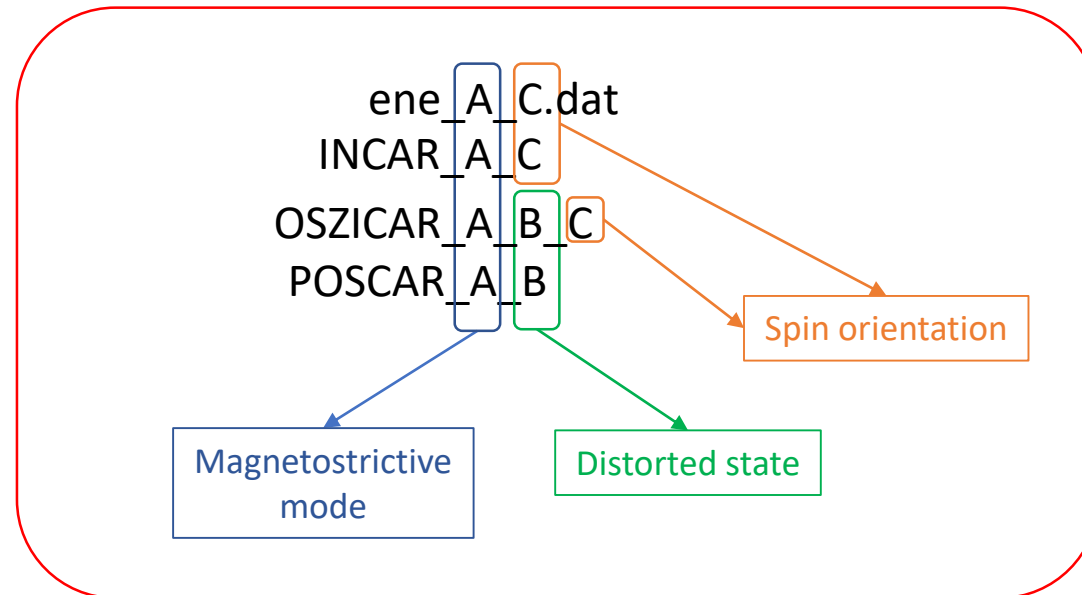 ene_A_C.dat
INCAR_A_C
OSZICAR_A_B_C
POSCAR_A_B
Spin orientation
Magnetostrictive
mode
Distorted state